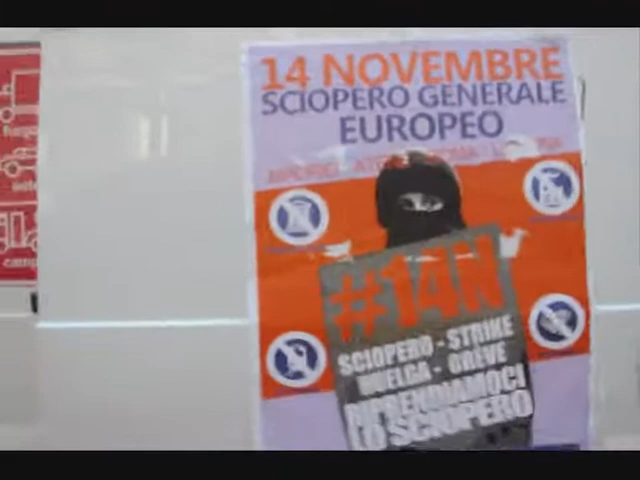 14 NOVEMBRE
SCIOPERO GENERALE
EUROPEO
#14N
SCIOPERO - STRIKE
HUELGA - GREVE
RIPRENDIAMOCI
LO SCIOPERO